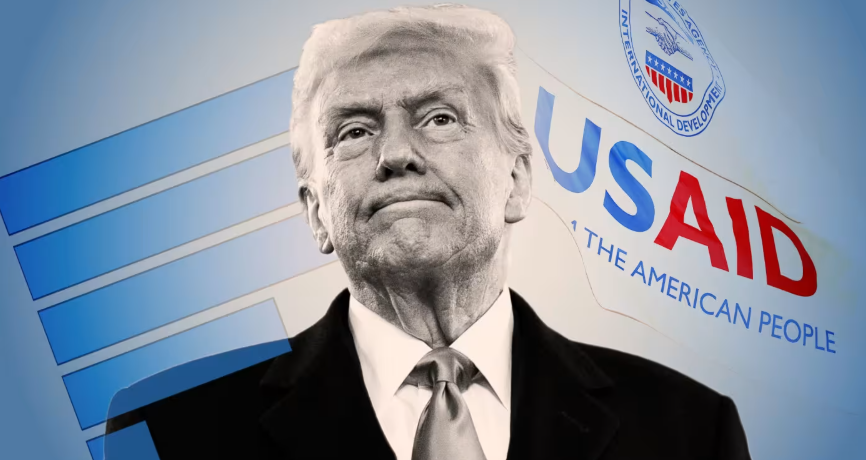 INTERNATIONAL DEVELOPMENT
USAID
THE AMERICAN PEOPLE